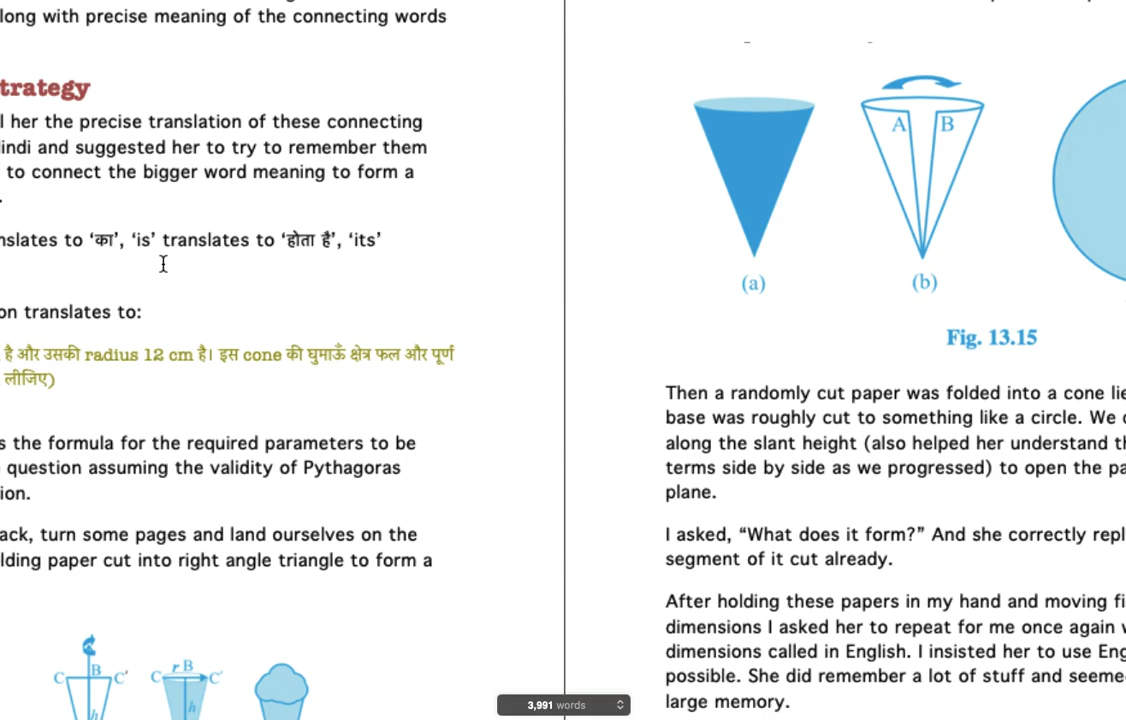 long with precise meaning of the connecting words
trategy
l her the precise translation of these connecting
indi and suggested her to try to remember them
to connect the bigger word meaning to form a
.
nslates to ‘का’, ‘is’ translates to ‘होता है’, ‘its’
on translates to:
है और उसकी radius 12 cm है। इस cone की घुमाऊँ क्षेत्र फल और पूर्ण
लीजिए)
s the formula for the required parameters to be
question assuming the validity of Pythagoras
ion.
ack, turn some pages and land ourselves on the
lding paper cut into right angle triangle to form a
C B C'
h
C r B C'
h
A B
(a) (b)
Fig. 13.15
Then a randomly cut paper was folded into a cone lie
base was roughly cut to something like a circle. We
along the slant height (also helped her understand th
terms side by side as we progressed) to open the pa
plane.
I asked, “What does it form?” And she correctly repl
segment of it cut already.
After holding these papers in my hand and moving fi
dimensions I asked her to repeat for me once again
dimensions called in English. I insisted her to use Eng
possible. She did remember a lot of stuff and seeme
large memory.
3,991 words